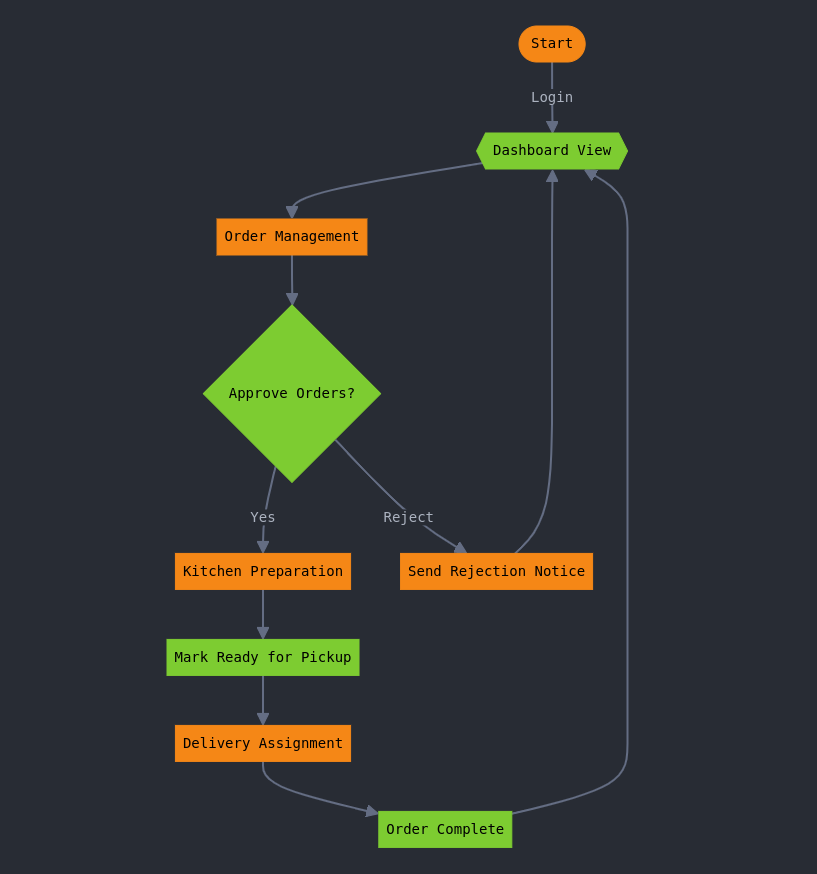 Start
Login
Dashboard View
Order Management
Approve Orders?
Yes
Reject
Kitchen Preparation
Send Rejection Notice
Mark Ready for Pickup
Delivery Assignment
Order Complete